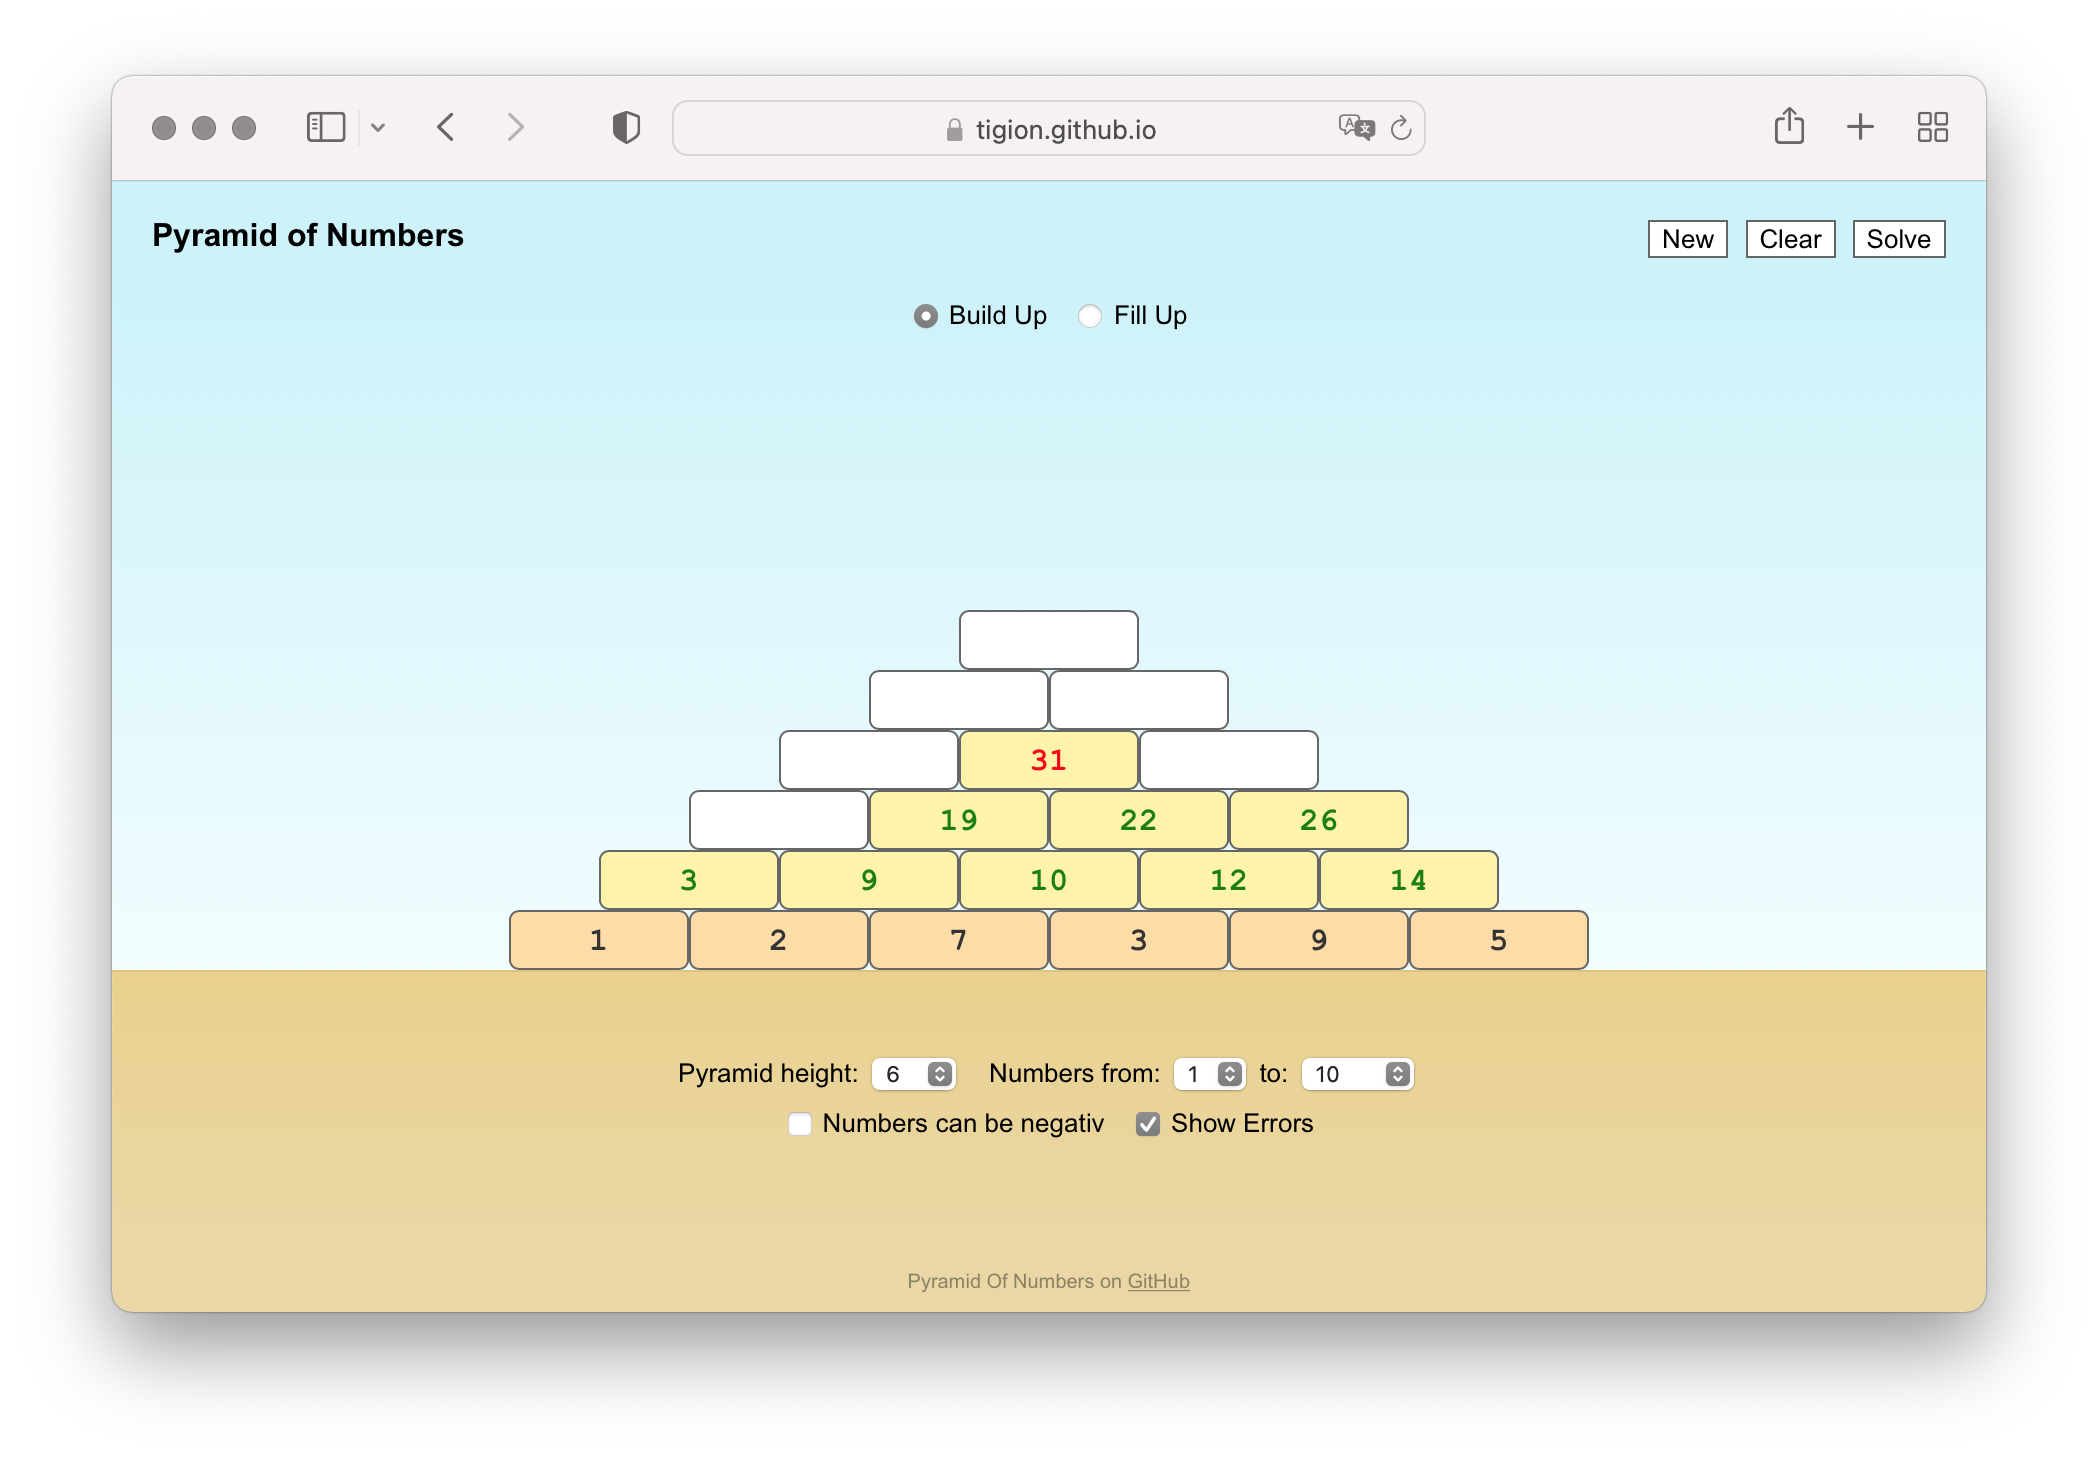 tigion.github.io
Pyramid of Numbers
New Clear Solve
Build Up Fill Up
31
19 22 26
3 9 10 12 14
1 2 7 3 9 5
Pyramid height: 6 Numbers from: 1 to: 10
Numbers can be negativ Show Errors
Pyramid Of Numbers on GitHub